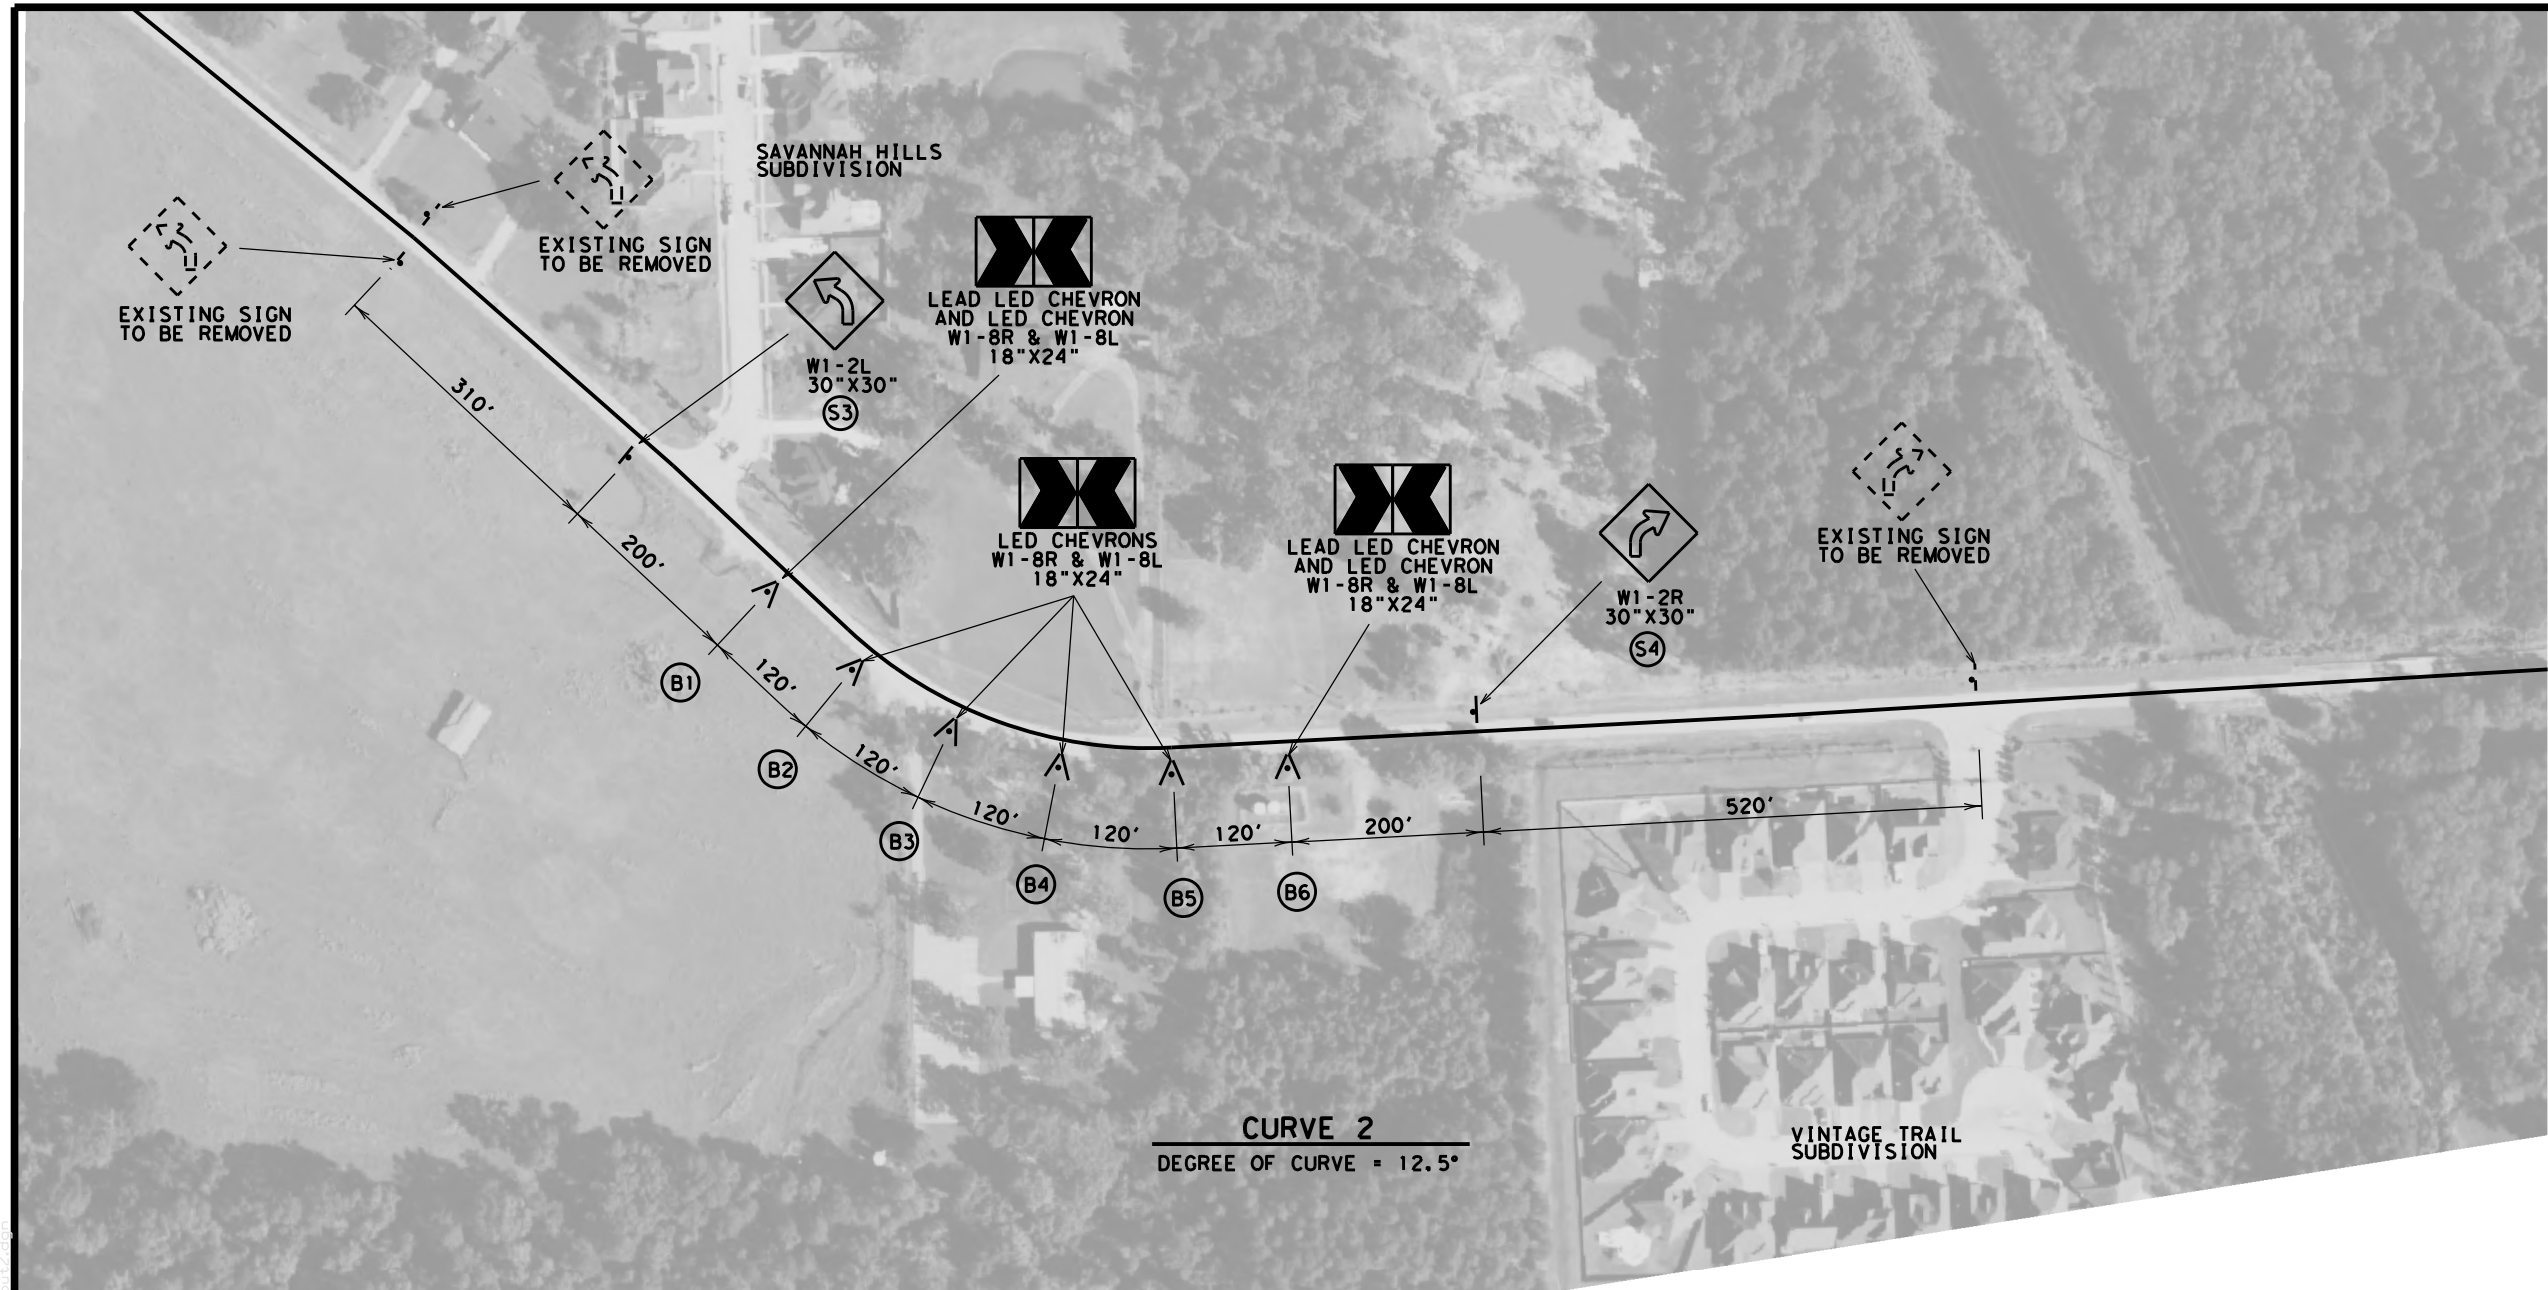 SAVANNAH HILLS
SUBDIVISION
EXISTING SIGN
TO BE REMOVED
EXISTING SIGN
TO BE REMOVED
W1-2L
30"X30"
S3
LEAD LED CHEVRON
AND LED CHEVRON
W1-8R & W1-8L
18"X24"
LED CHEVRONS
W1-8R & W1-8L
18"X24"
LEAD LED CHEVRON
AND LED CHEVRON
W1-8R & W1-8L
18"X24"
W1-2R
30"X30"
S4
EXISTING SIGN
TO BE REMOVED
310'
200'
120'
120'
120'
120'
120'
200'
520'
B1
B2
B3
B4
B5
B6
CURVE 2
DEGREE OF CURVE = 12.5°
VINTAGE TRAIL
SUBDIVISION